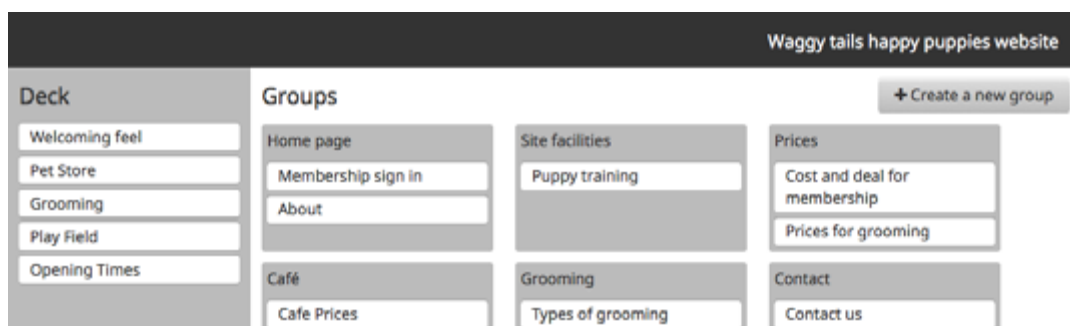 Waggy tails happy puppies website
Deck
Welcoming feel
Pet Store
Grooming
Play Field
Opening Times
Groups
+ Create a new group
Home page
Membership sign in
About
Site facilities
Puppy training
Prices
Cost and deal for
membership
Prices for grooming
Café
Cafe Prices
Grooming
Types of grooming
Contact
Contact us